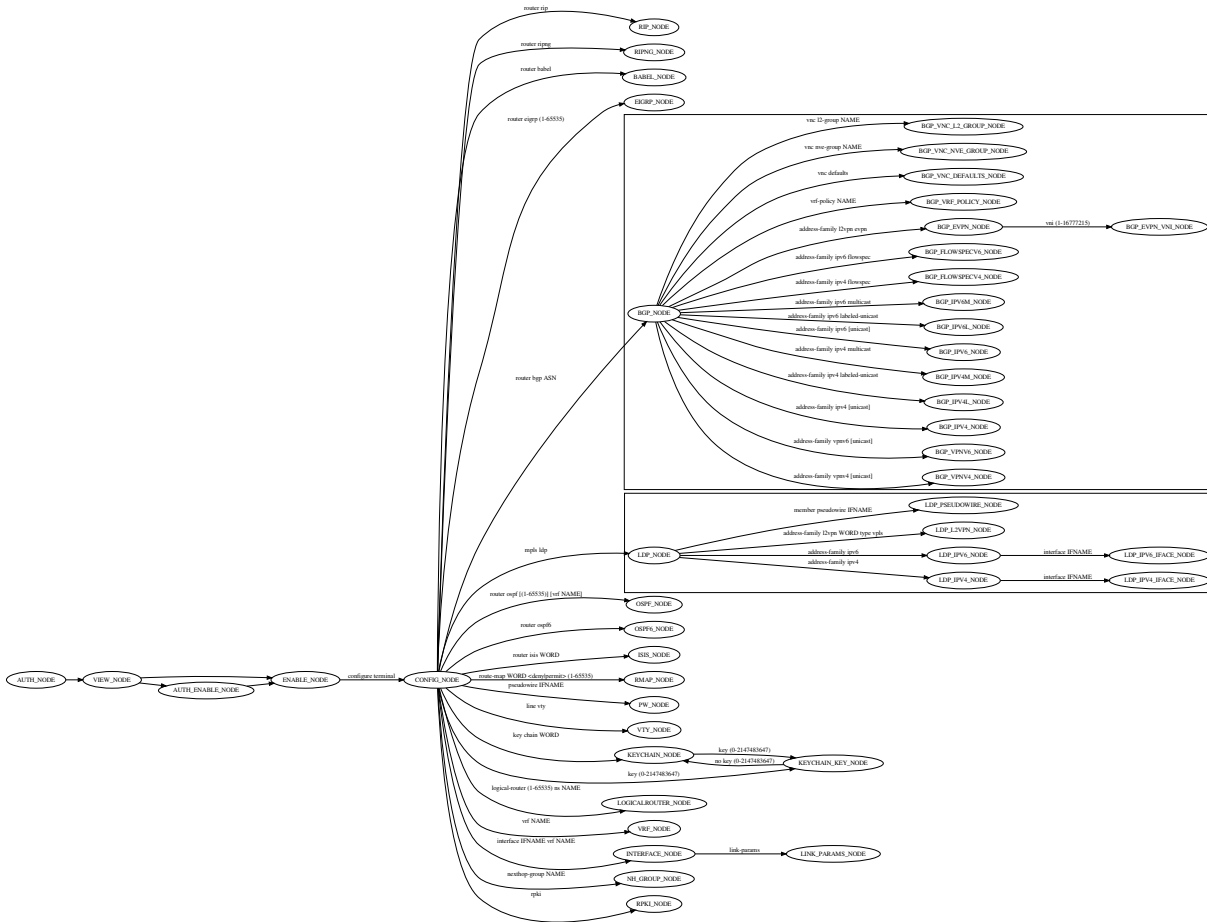 router rip
RIP_NODE
router ripng
RIPNG_NODE
router babel
BABEL_NODE
router eigrp (1-65535)
EIGRP_NODE
vnc l2-group NAME
BGP_VNC_L2_GROUP_NODE
vnc nve-group NAME
BGP_VNC_NVE_GROUP_NODE
vnc defaults
BGP_VNC_DEFAULTS_NODE
vrf-policy NAME
BGP_VRF_POLICY_NODE
address-family l2vpn evpn
BGP_EVPN_NODE
vni (1-16777215)
BGP_EVPN_VNI_NODE
address-family ipv6 flowspec
BGP_FLOWSPECV6_NODE
address-family ipv4 flowspec
BGP_FLOWSPECV4_NODE
address-family ipv6 multicast
BGP_IPV6M_NODE
BGP_NODE
address-family ipv6 labeled-unicast
BGP_IPV6L_NODE
address-family ipv6 [unicast]
BGP_IPV6_NODE
address-family ipv4 multicast
BGP_IPV4M_NODE
router bgp ASN
address-family ipv4 labeled-unicast
BGP_IPV4L_NODE
address-family ipv4 [unicast]
BGP_IPV4_NODE
address-family vpnv6 [unicast]
BGP_VPNV6_NODE
address-family vpnv4 [unicast]
BGP_VPNV4_NODE
member pseudowire IFNAME
LDP_PSEUDOWIRE_NODE
address-family l2vpn WORD type vpls
LDP_L2VPN_NODE
mpls ldp
LDP_NODE
address-family ipv6
LDP_IPV6_NODE
interface IFNAME
LDP_IPV6_IFACE_NODE
address-family ipv4
LDP_IPV4_NODE
interface IFNAME
LDP_IPV4_IFACE_NODE
router ospf [(1-65535)] [vrf NAME]
OSPF_NODE
router ospf6
OSPF6_NODE
router isis WORD
ISIS_NODE
AUTH_NODE
VIEW_NODE
AUTH_ENABLE_NODE
ENABLE_NODE
configure terminal
CONFIG_NODE
route-map WORD <deny|permit> (1-65535)
RMAP_NODE
pseudowire IFNAME
PW_NODE
line vty
VTY_NODE
key chain WORD
KEYCHAIN_NODE
key (0-2147483647)
no key (0-2147483647)
KEYCHAIN_KEY_NODE
key (0-2147483647)
logical-router (1-65535) ns NAME
LOGICALROUTER_NODE
vrf NAME
VRF_NODE
interface IFNAME vrf NAME
INTERFACE_NODE
link-params
LINK_PARAMS_NODE
nexthop-group NAME
NH_GROUP_NODE
rpki
RPKI_NODE